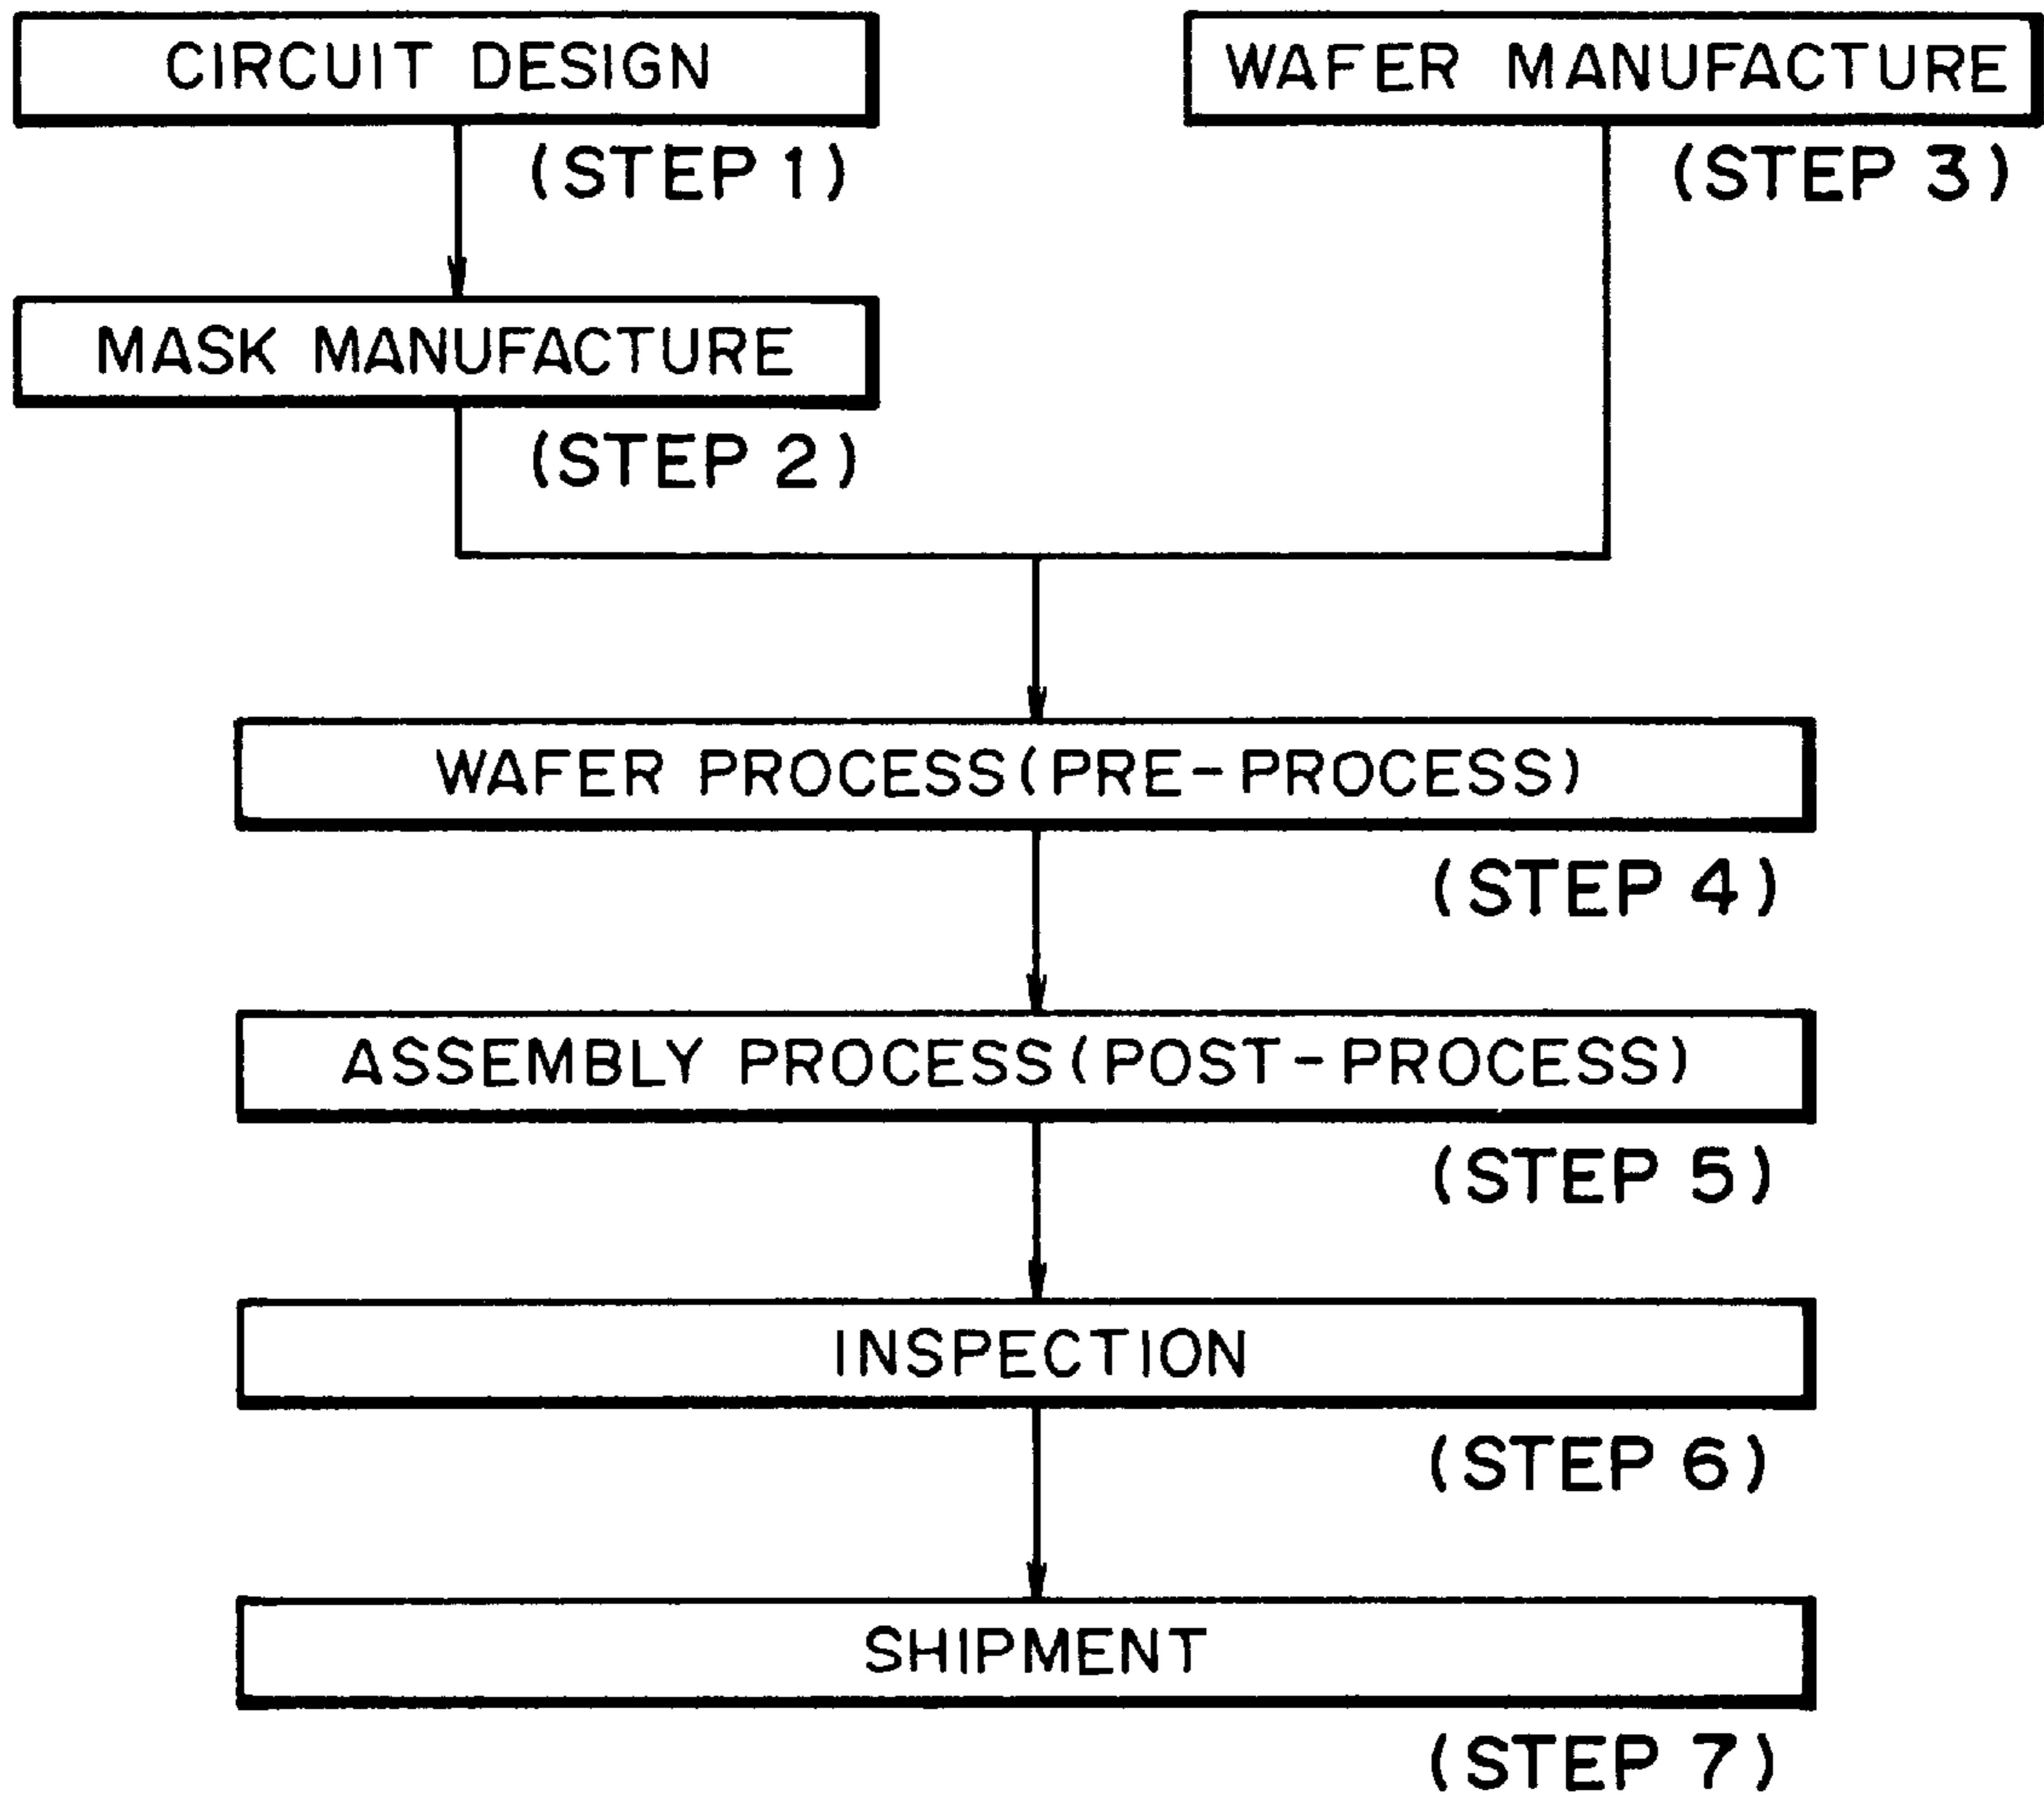 CIRCUIT DESIGN
(STEP 1)
WAFER MANUFACTURE
(STEP 3)
MASK MANUFACTURE
(STEP 2)
WAFER PROCESS(PRE-PROCESS)
(STEP 4)
ASSEMBLY PROCESS(POST-PROCESS)
(STEP 5)
INSPECTION
(STEP 6)
SHIPMENT
(STEP 7)